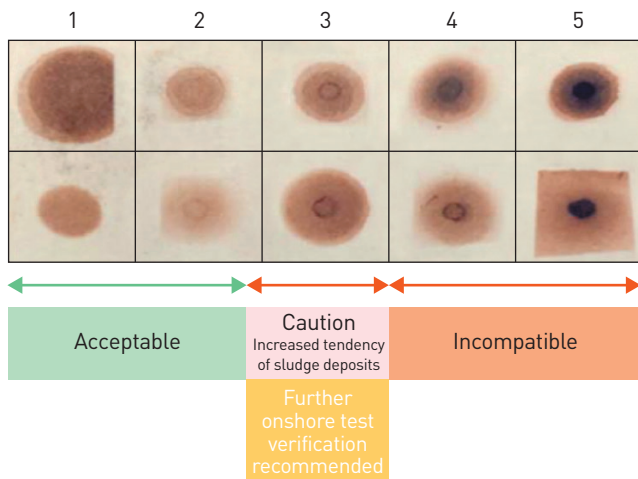 1 2 3 4 5
Acceptable
Caution
Increased tendency
of sludge deposits
Incompatible
Further
onshore test
verification
recommended